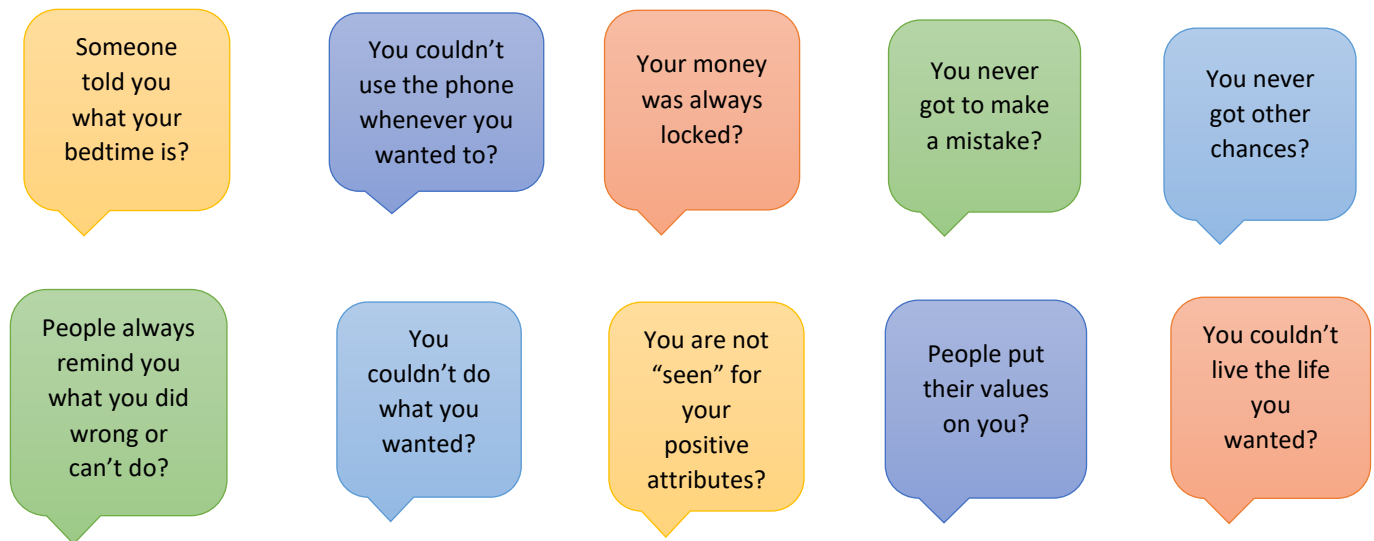 Someone
told you
what your
bedtime is?
You couldn’t
use the phone
whenever you
wanted to?
Your money
was always
locked?
You never
got to make
a mistake?
You never
got other
chances?
People always
remind you
what you did
wrong or
can’t do?
You
couldn’t do
what you
wanted?
You are not
“seen” for
your
positive
attributes?
People put
their values
on you?
You couldn’t
live the life
you
wanted?